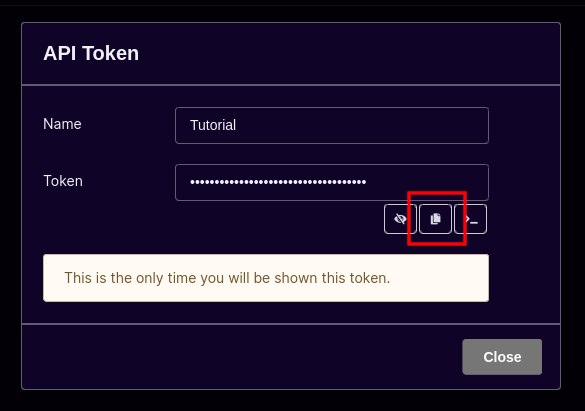 API Token
Name
Tutorial
Token
••••••••••••••••••••••••••••••••••••
This is the only time you will be shown this token.
Close